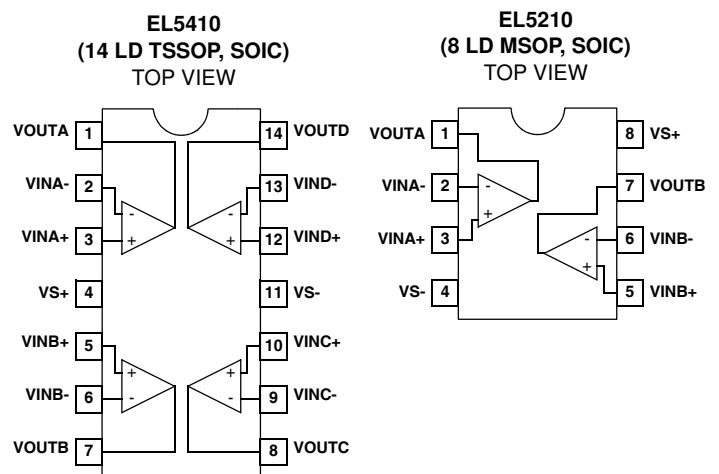 EL5410
(14 LD TSSOP, SOIC)
TOP VIEW
VOUTA 1 14 VOUTD
VINA- 2 13 VIND-
- -
VINA+ 3 + + 12 VIND+
VS+ 4 11 VS-
VINB+ 5 10 VINC+
+ +
VINB- 6 - - 9 VINC-
VOUTB 7 8 VOUTC
EL5210
(8 LD MSOP, SOIC)
TOP VIEW
VOUTA 1 8 VS+
VINA- 2 - 7 VOUTB
+
VINA+ 3 - 6 VINB-
+
VS- 4 5 VINB+